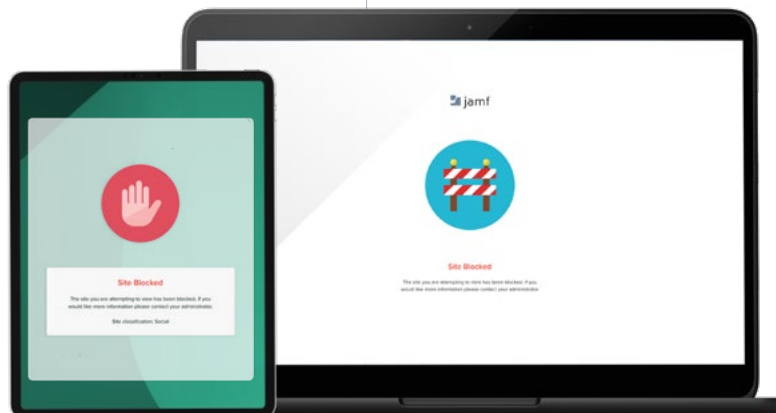 Site Blocked
The site you are attempting to view has been blocked. If you
would like more information please contact your administrator.
Site classification: Social
jamf
Site Blocked
The site you are attempting to view has been blocked. If you
would like more information please contact your administrator.